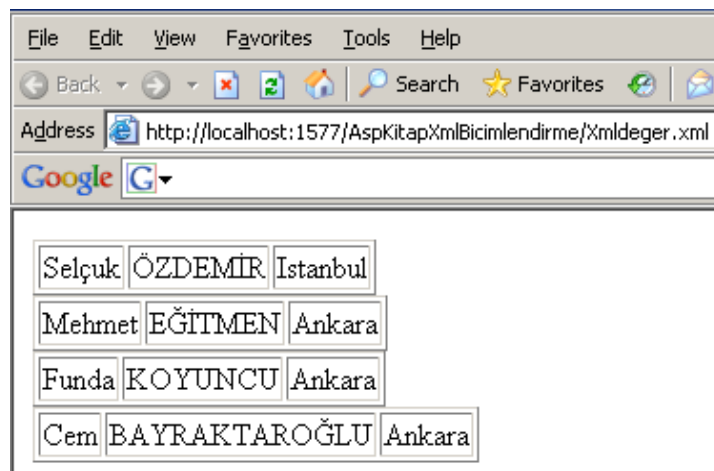 File Edit View Favorites Tools Help
Back Search Favorites
Address http://localhost:1577/AspKitapXmlBicimlendirme/Xmldeger.xml
Google G
Selçuk ÖZDEMİR Istanbul
Mehmet EĞİTMEN Ankara
Funda KOYUNCU Ankara
Cem BAYRAKTAROĞLU Ankara